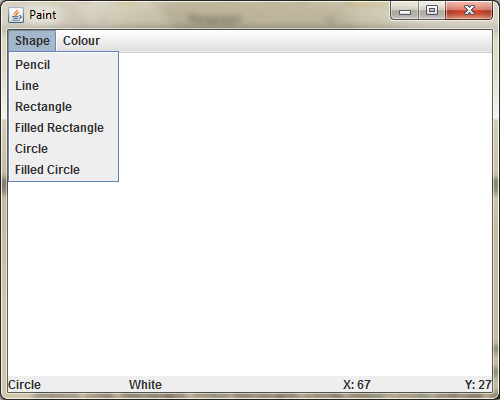 Paint
Shape Colour
Pencil
Line
Rectangle
Filled Rectangle
Circle
Filled Circle
Circle White X: 67 Y: 27